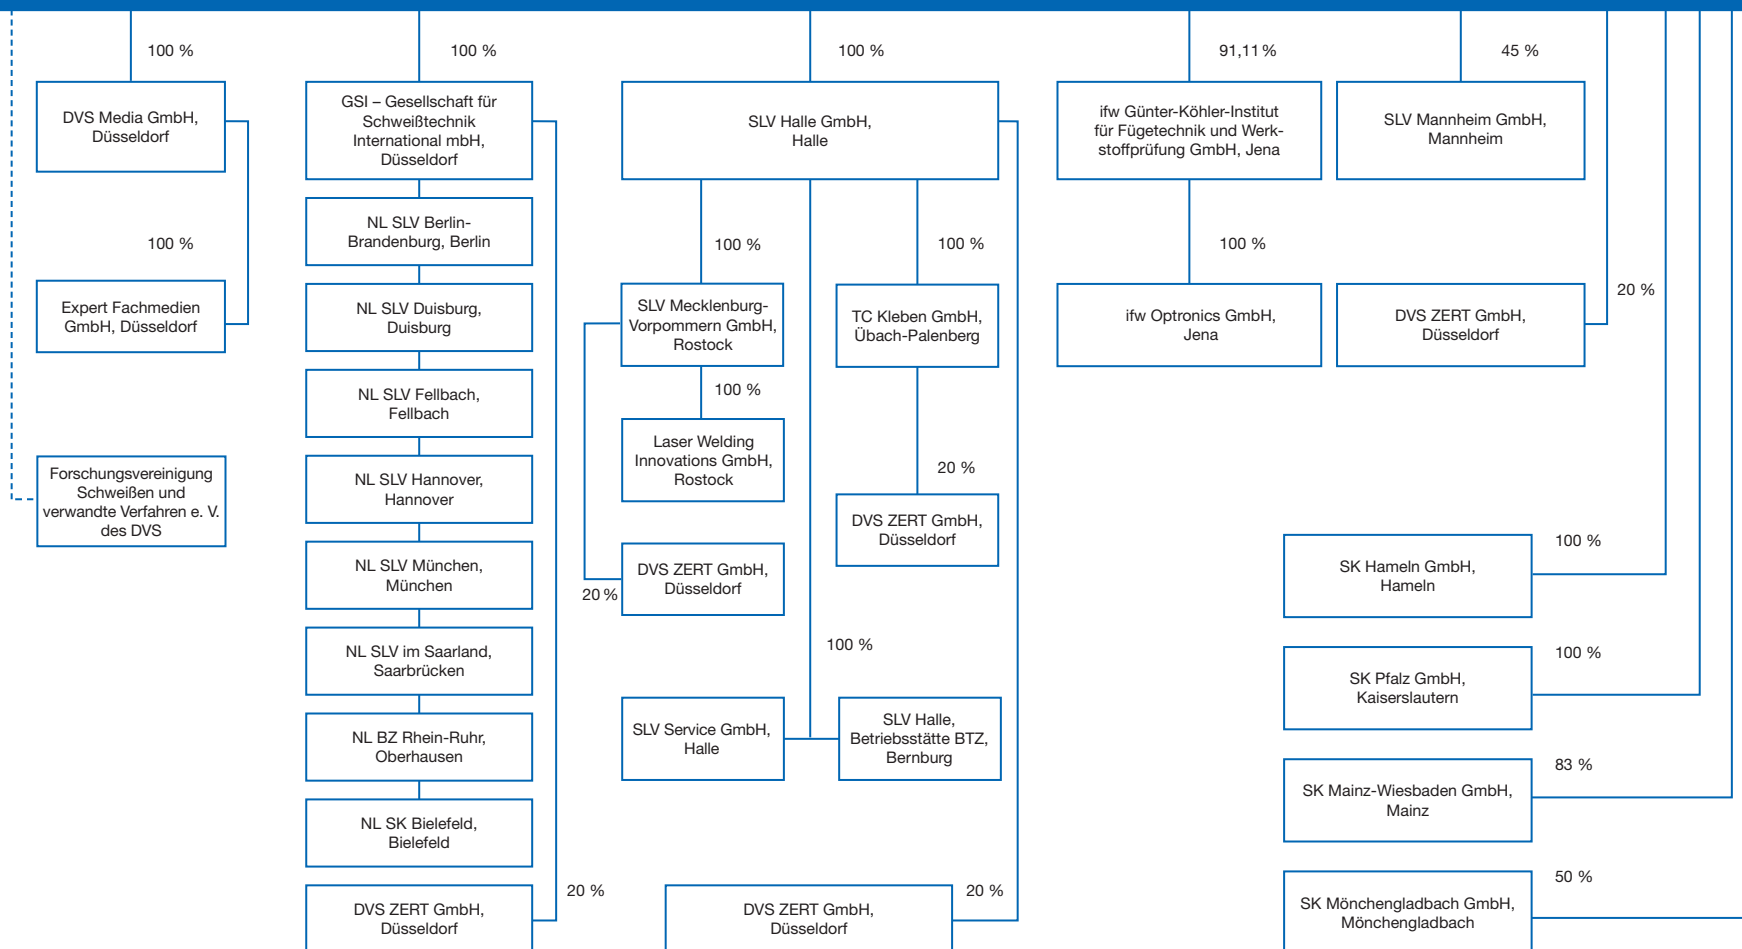 100 %
DVS Media GmbH,
Düsseldorf
100 %
Expert Fachmedien
GmbH, Düsseldorf
Forschungsvereinigung
Schweißen und
verwandte Verfahren e. V.
des DVS
100 %
GSI – Gesellschaft für
Schweißtechnik
International mbH,
Düsseldorf
NL SLV Berlin-
Brandenburg, Berlin
NL SLV Duisburg,
Duisburg
NL SLV Fellbach,
Fellbach
NL SLV Hannover,
Hannover
NL SLV München,
München
NL SLV im Saarland,
Saarbrücken
NL BZ Rhein-Ruhr,
Oberhausen
NL SK Bielefeld,
Bielefeld
20 %
DVS ZERT GmbH,
Düsseldorf
100 %
SLV Halle GmbH,
Halle
100 %
SLV Mecklenburg-
Vorpommern GmbH,
Rostock
100 %
Laser Welding
Innovations GmbH,
Rostock
DVS ZERT GmbH,
Düsseldorf
20 %
100 %
TC Kleben GmbH,
Übach-Palenberg
20 %
DVS ZERT GmbH,
Düsseldorf
100 %
SLV Service GmbH,
Halle
SLV Halle,
Betriebsstätte BTZ,
Bernburg
20 %
DVS ZERT GmbH,
Düsseldorf
91,11 %
ifw Günter-Köhler-Institut
für Fügetechnik und Werk-
stoffprüfung GmbH, Jena
100 %
ifw Optronics GmbH,
Jena
45 %
SLV Mannheim GmbH,
Mannheim
20 %
DVS ZERT GmbH,
Düsseldorf
100 %
SK Hameln GmbH,
Hameln
100 %
SK Pfalz GmbH,
Kaiserslautern
83 %
SK Mainz-Wiesbaden GmbH,
Mainz
50 %
SK Mönchengladbach GmbH,
Mönchengladbach